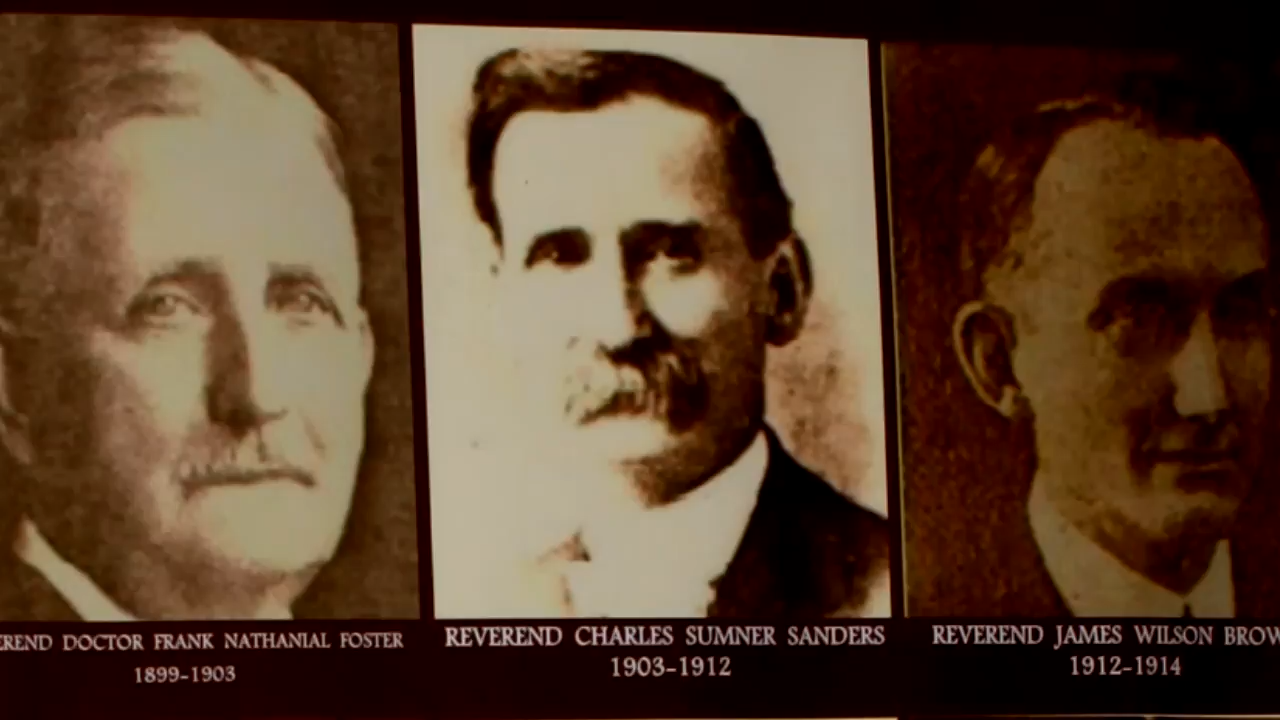 EREND DOCTOR FRANK NATHANIAL FOSTER
1899-1903
REVEREND CHARLES SUMNER SANDERS
1903-1912
REVEREND JAMES WILSON BROW
1912-1914